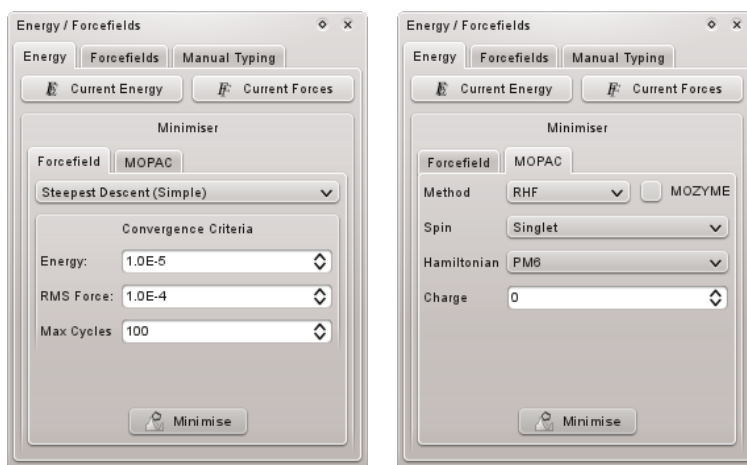 Energy / Forcefields
Energy Forcefields Manual Typing
Current Energy Current Forces
Minimiser
Forcefield MOPAC
Steepest Descent (Simple)
Convergence Criteria
Energy: 1.0E-5
RMS Force: 1.0E-4
Max Cycles 100
Minimise
Energy / Forcefields
Energy Forcefields Manual Typing
Current Energy Current Forces
Minimiser
Forcefield MOPAC
Method RHF MOZYME
Spin Singlet
Hamiltonian PM6
Charge 0
Minimise